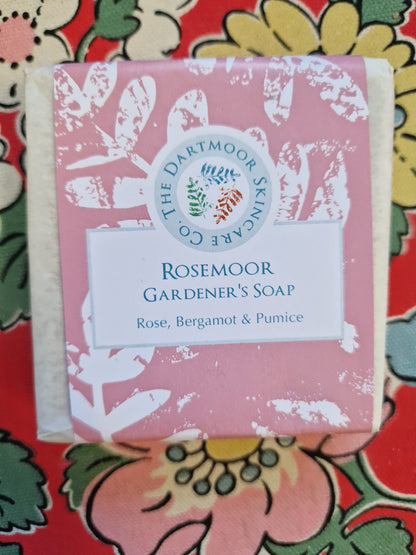 The Dartmoor Skincare Co.
Rosemoor
Gardener's Soap
Rose, Bergamot & Pumice